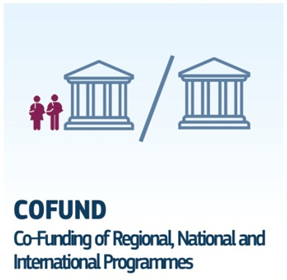 COFUND
Co-Funding of Regional, National and
International Programmes